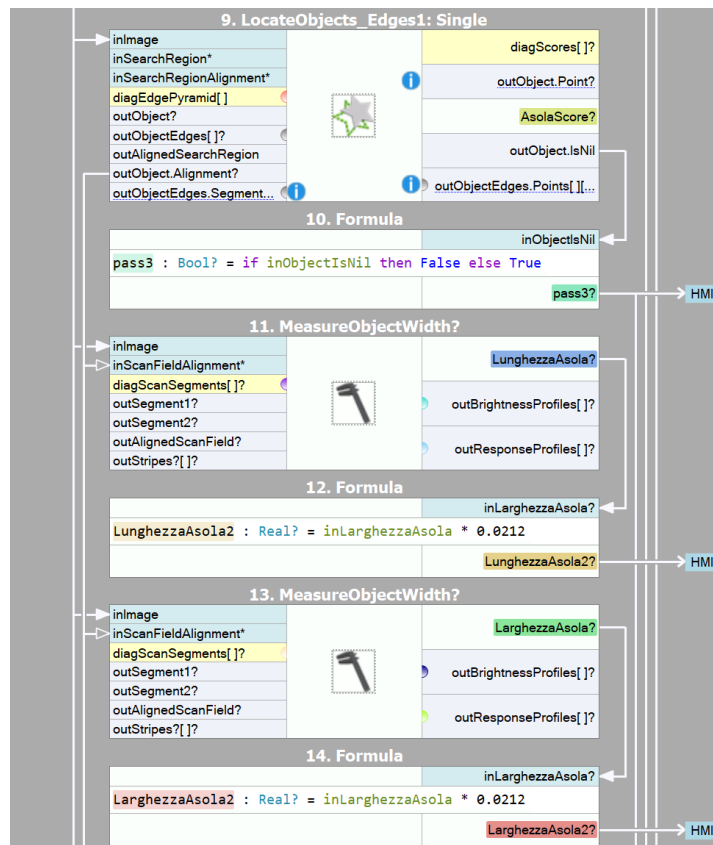 9. LocateObjects_Edges1: Single
inImage
inSearchRegion*
inSearchRegionAlignment*
diagEdgePyramid[ ]
outObject?
outObjectEdges[ ]?
outAlignedSearchRegion
outObject.Alignment?
outObjectEdges.Segment...
diagScores[ ]?
outObject.Point?
AsolaScore?
outObject.IsNil
outObjectEdges.Points[ ][...
10. Formula
inObjectIsNil
pass3 : Bool? = if inObjectIsNil then False else True
pass3?
HMI
11. MeasureObjectWidth?
inImage
inScanFieldAlignment*
diagScanSegments[ ]?
outSegment1?
outSegment2?
outAlignedScanField?
outStripes?[ ]?
LunghezzaAsola?
outBrightnessProfiles[ ]?
outResponseProfiles[ ]?
12. Formula
inLarghezzaAsola?
LunghezzaAsola2 : Real? = inLarghezzaAsola * 0.0212
LunghezzaAsola2?
HMI
13. MeasureObjectWidth?
inImage
inScanFieldAlignment*
diagScanSegments[ ]?
outSegment1?
outSegment2?
outAlignedScanField?
outStripes?[ ]?
LarghezzaAsola?
outBrightnessProfiles[ ]?
outResponseProfiles[ ]?
14. Formula
inLarghezzaAsola?
LarghezzaAsola2 : Real? = inLarghezzaAsola * 0.0212
LarghezzaAsola2?
HMI